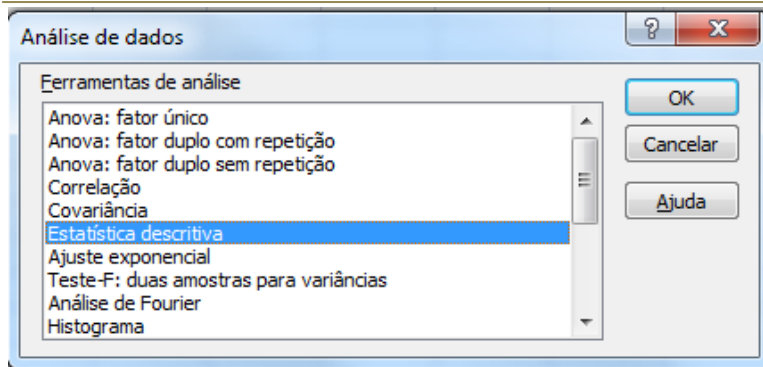 Análise de dados
?
X
Ferramentas de análise
Anova: fator único
Anova: fator duplo com repetição
Anova: fator duplo sem repetição
Correlação
Covariância
Estatística descritiva
Ajuste exponencial
Teste-F: duas amostras para variâncias
Análise de Fourier
Histograma
OK
Cancelar
Ajuda